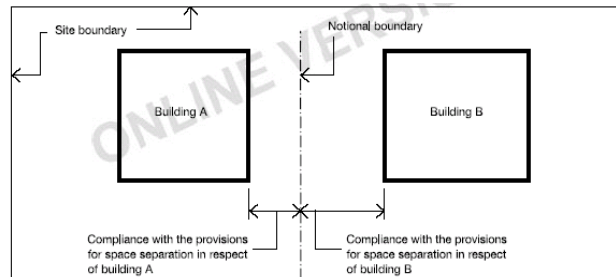 Site boundary
Notional boundary
ONLINE VERSION
Building A
Building B
Compliance with the provisions
for space separation in respect
of building A
Compliance with the provisions
for space separation in respect
of building B